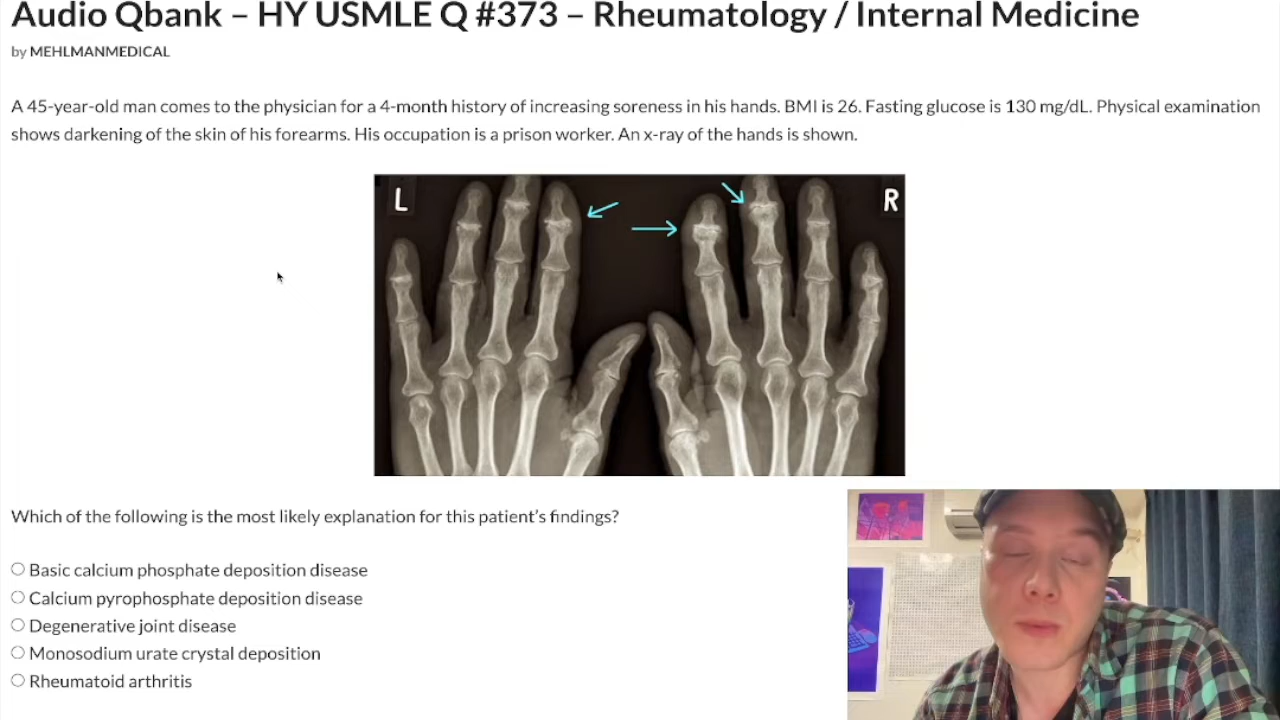 Audio Qbank – HY USMLE Q #373 – Rheumatology / Internal Medicine
by MEHLMANMEDICAL
A 45-year-old man comes to the physician for a 4-month history of increasing soreness in his hands. BMI is 26. Fasting glucose is 130 mg/dL. Physical examination
shows darkening of the skin of his forearms. His occupation is a prison worker. An x-ray of the hands is shown.
L
R
Which of the following is the most likely explanation for this patient's findings?
Basic calcium phosphate deposition disease
Calcium pyrophosphate deposition disease
Degenerative joint disease
Monosodium urate crystal deposition
Rheumatoid arthritis